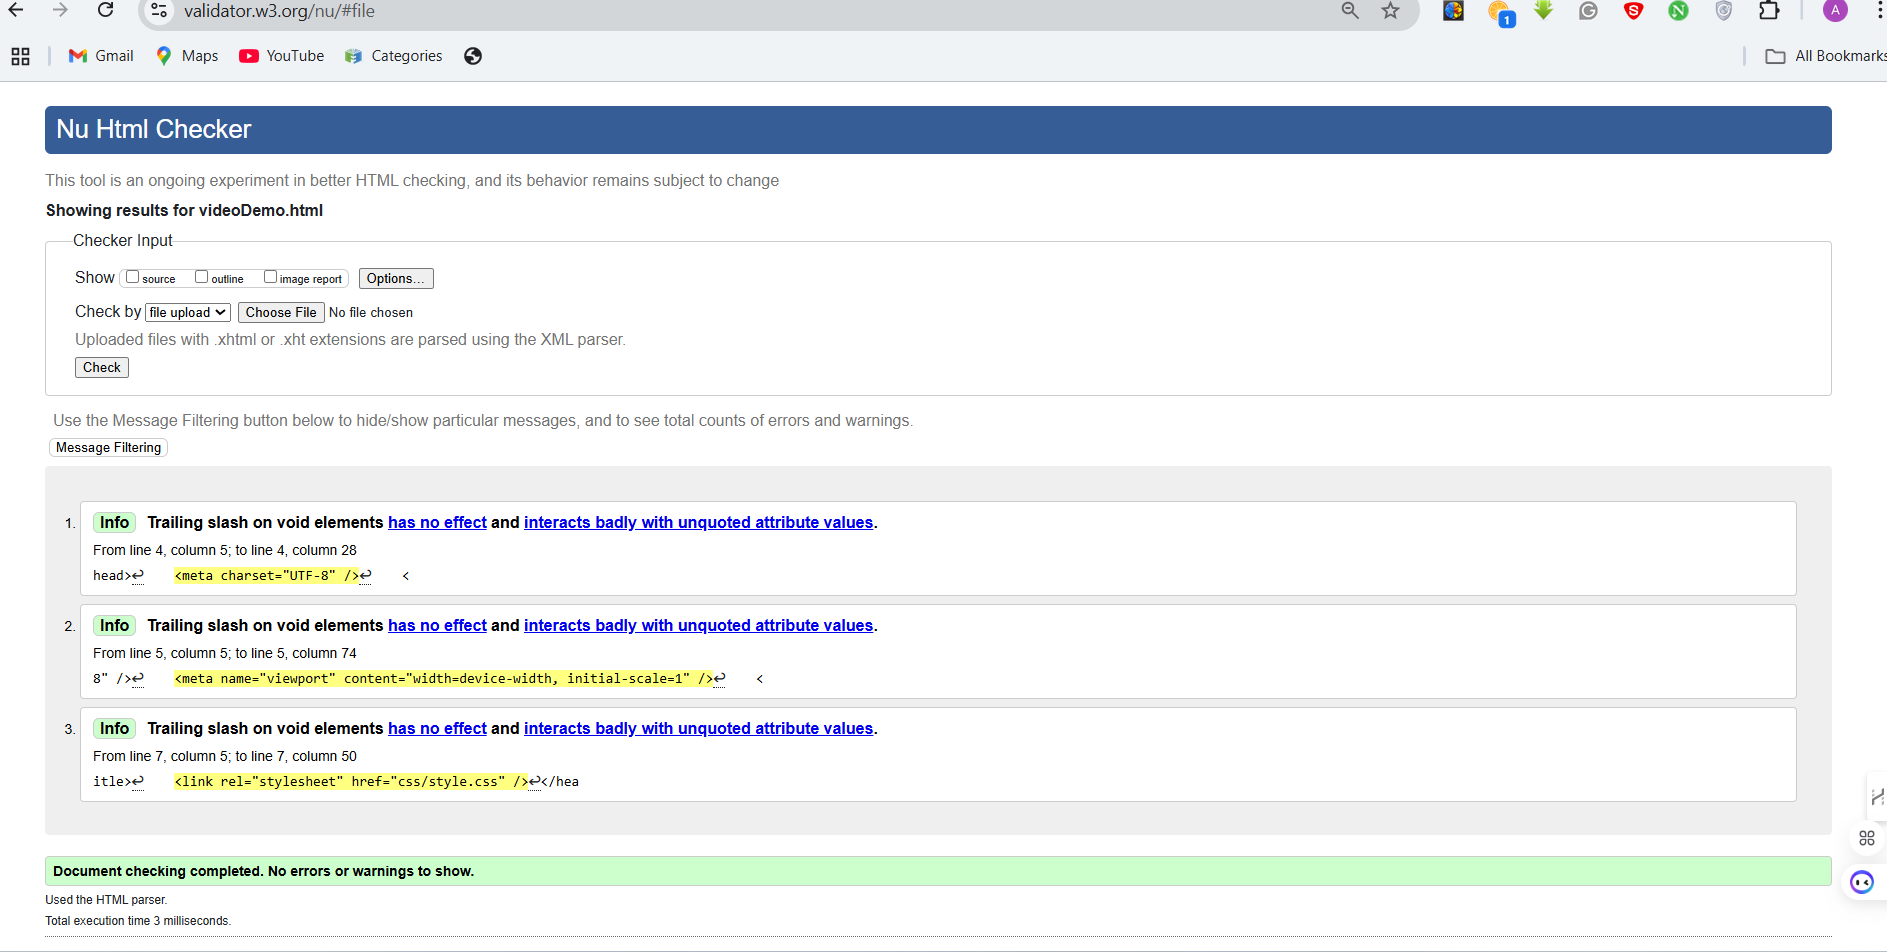 validator.w3.org/nu/#file
1
A
Gmail Maps YouTube Categories All Bookmarks
Nu Html Checker
This tool is an ongoing experiment in better HTML checking, and its behavior remains subject to change
Showing results for videoDemo.html
Checker Input
Show source outline image report Options...
Check by file upload Choose File No file chosen
Uploaded files with .xhtml or .xht extensions are parsed using the XML parser.
Check
Use the Message Filtering button below to hide/show particular messages, and to see total counts of errors and warnings.
Message Filtering
1. Info Trailing slash on void elements has no effect and interacts badly with unquoted attribute values.
From line 4, column 5; to line 4, column 28
head>↩ <meta charset="UTF-8" />↩ <
2. Info Trailing slash on void elements has no effect and interacts badly with unquoted attribute values.
From line 5, column 5; to line 5, column 74
8" />↩ <meta name="viewport" content="width=device-width, initial-scale=1" />↩ <
3. Info Trailing slash on void elements has no effect and interacts badly with unquoted attribute values.
From line 7, column 5; to line 7, column 50
itle>↩ <link rel="stylesheet" href="css/style.css" />↩</hea
Document checking completed. No errors or warnings to show.
Used the HTML parser.
Total execution time 3 milliseconds.